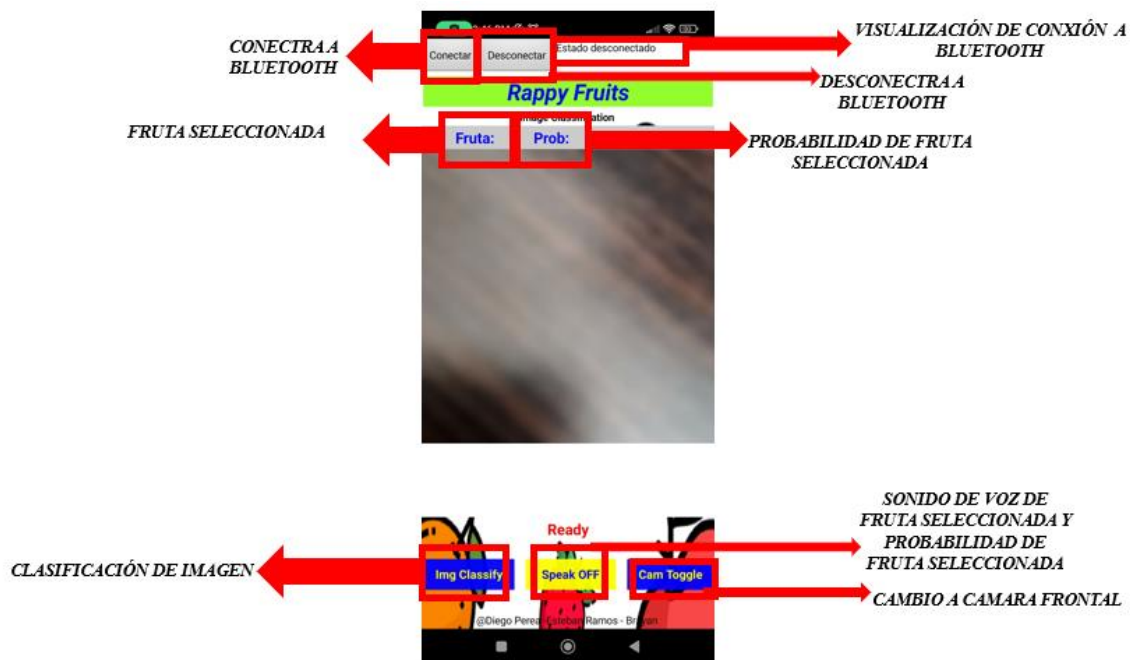 CONECTRA A
BLUETOOTH
Conectar
Desconectar
Estado desconectado
VISUALIZACIÓN DE CONXIÓN A
BLUETOOTH
DESCONECTRA A
BLUETOOTH
Rappy Fruits
Image Classification
FRUTA SELECCIONADA
Fruta:
Prob:
PROBABILIDAD DE FRUTA
SELECCIONADA
SONIDO DE VOZ DE
FRUTA SELECCIONADA Y
PROBABILIDAD DE
FRUTA SELECCIONADA
Ready
CLASIFICACIÓN DE IMAGEN
Img Classify
Speak OFF
Cam Toggle
CAMBIO A CAMARA FRONTAL
@Diego Perea -Esteban Ramos - Brayan